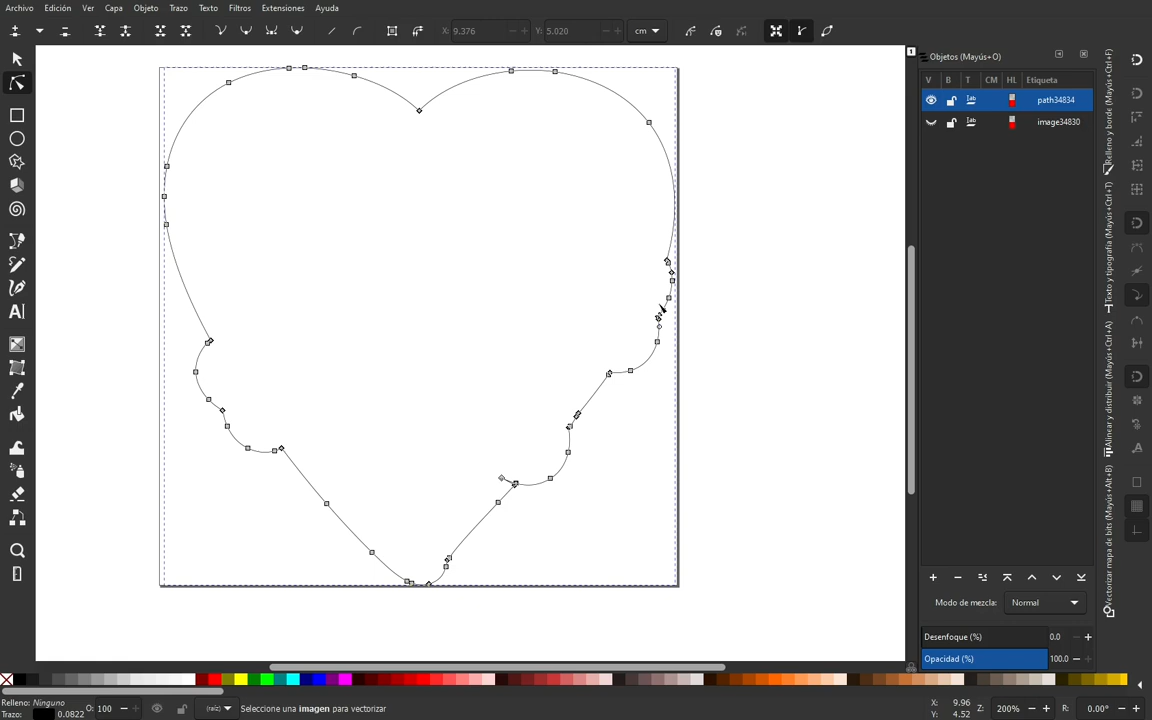 Archivo Edición Ver Capa Objeto Trazo Texto Filtros Extensiones Ayuda
X: 9.376 Y: 5.020 cm
1
Objetos (Mayús+O)
V B T CM HL Etiqueta
path34834
image34830
Relleno y borde (Mayús+Ctrl+F)
Texto y tipografía (Mayús+Ctrl+T)
Alinear y distribuir (Mayús+Ctrl+A)
Vectorizar mapa de bits (Mayús+Alt+B)
Modo de mezcla: Normal
Desenfoque (%) 0.0
Opacidad (%) 100.0
Relleno: Ninguno
Trazo: 0.0822 O: 100 (raíz) Seleccione una imagen para vectorizar X: 9.96 Y: 4.52 Z: 200% R: 0.00°